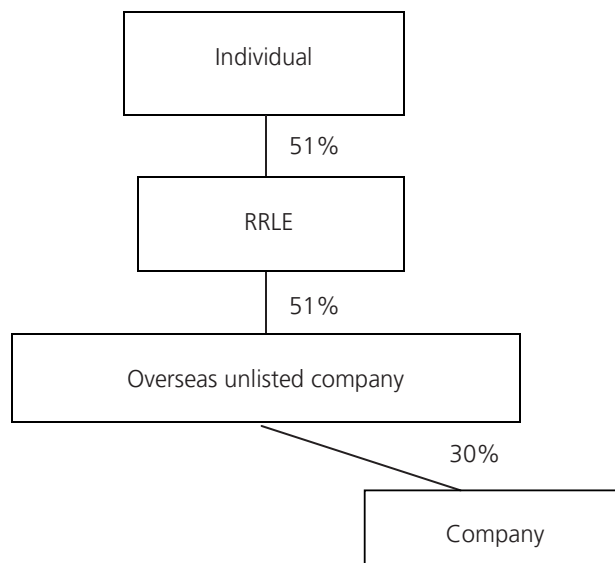 Individual
51%
RRLE
51%
Overseas unlisted company
30%
Company